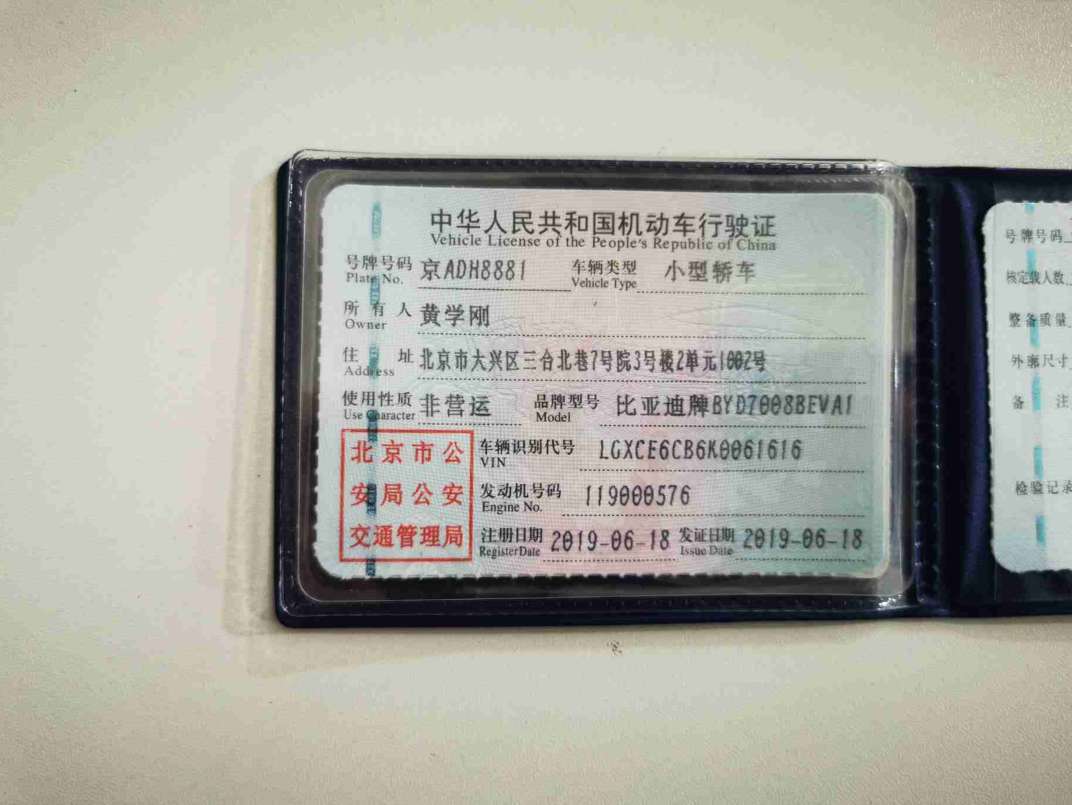 中华人民共和国机动车行驶证
Vehicle License of the People's Republic of China
号牌号码 京ADH8881 车辆类型 小型轿车
Plate No. Vehicle Type
所有人 黄学刚
Owner
住址 北京市大兴区三合北巷7号院3号楼2单元1002号
Address
使用性质 非营运 品牌型号 比亚迪牌BYD7008BEVA1
Use Character Model
北京市公
安局公安
交通管理局
车辆识别代号 LGXCE6CB6K0061616
VIN
发动机号码 119000576
Engine No.
注册日期 2019-06-18 发证日期 2019-06-18
Register Date Issue Date
号牌号码
核定载人数
整备质量
外廓尺寸
备注
检验记录